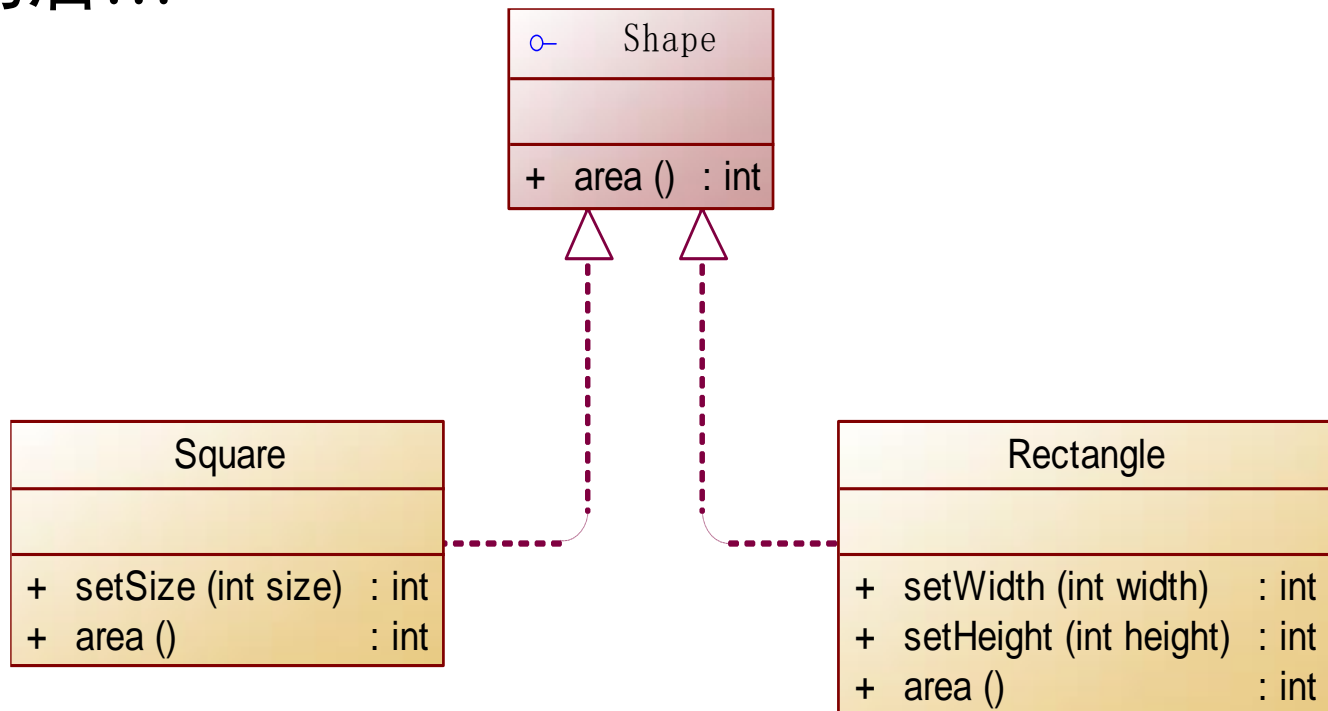 Shape
+ area () : int
Square
+ setSize (int size) : int
+ area () : int
Rectangle
+ setWidth (int width) : int
+ setHeight (int height) : int
+ area () : int